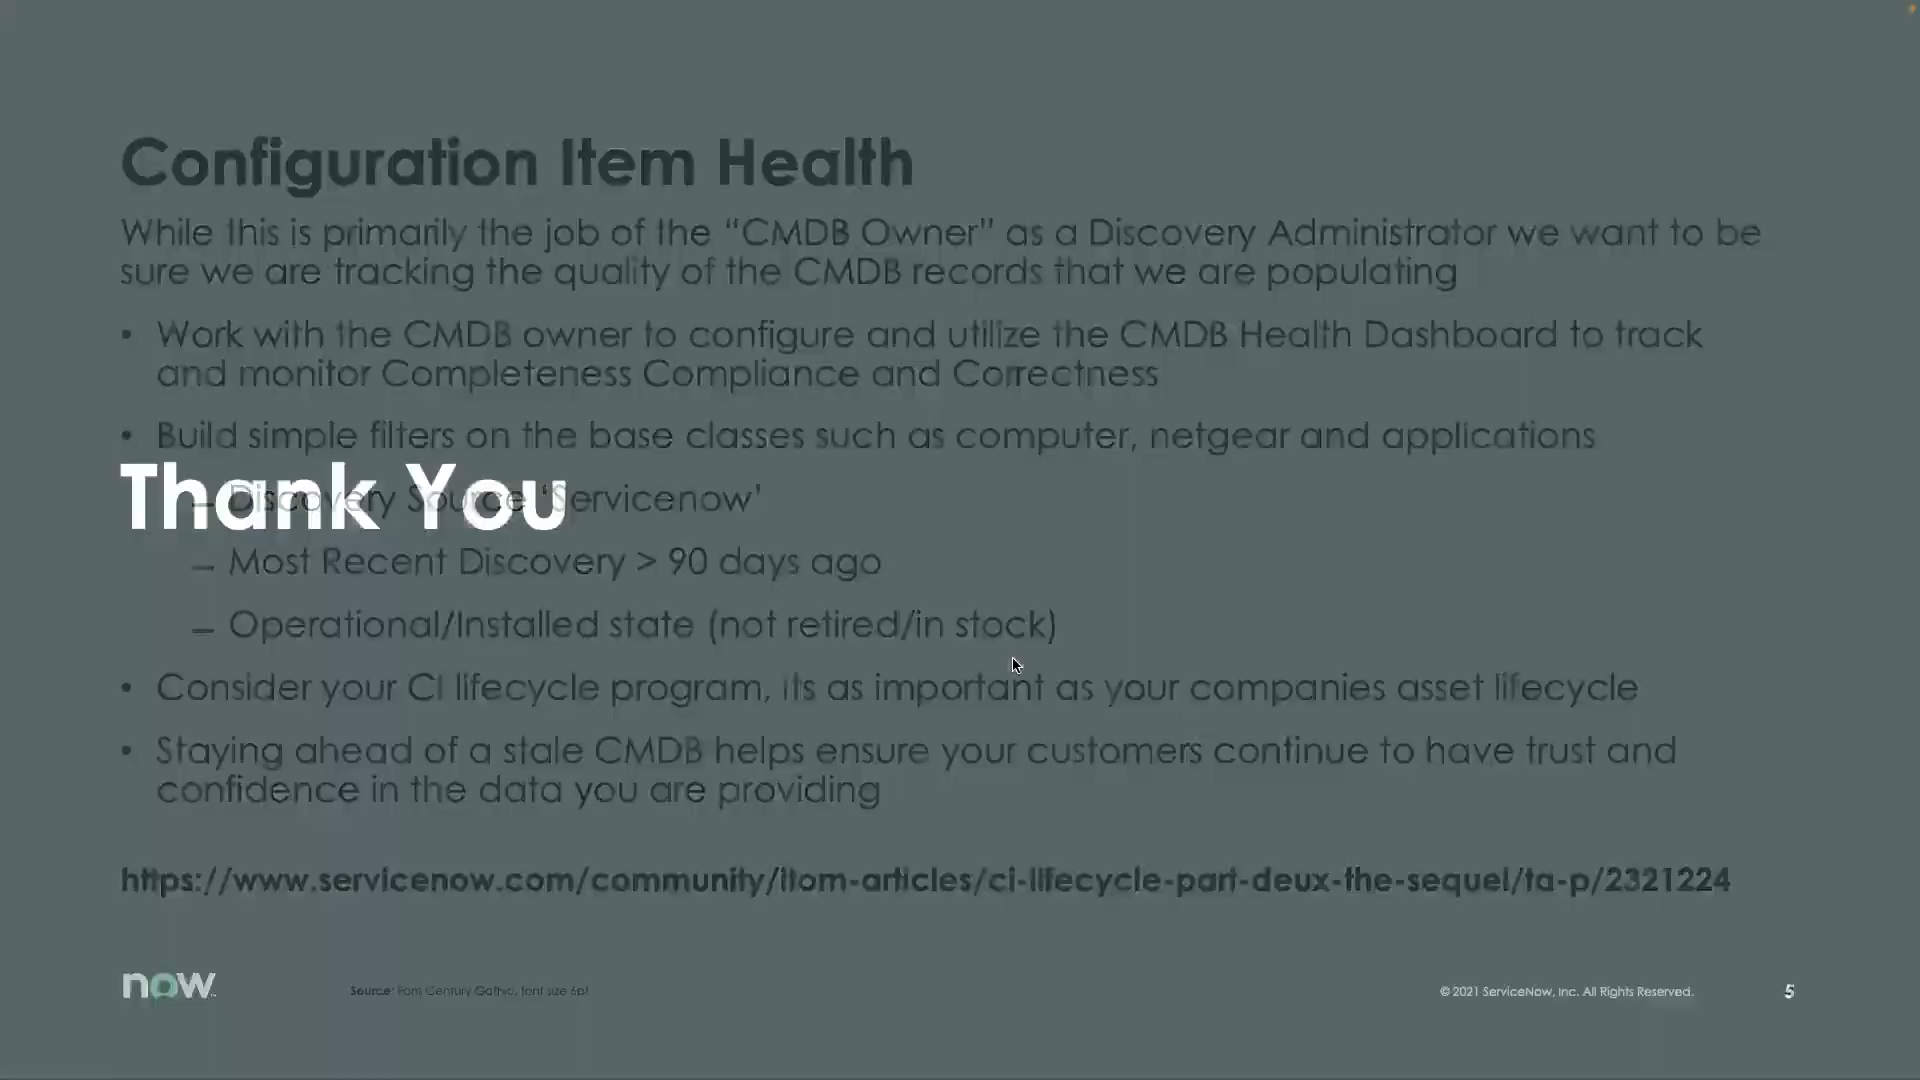 Configuration Item Health
While this is primarily the job of the “CMDB Owner” as a Discovery Administrator we want to be
sure we are tracking the quality of the CMDB records that we are populating
• Work with the CMDB owner to configure and utilize the CMDB Health Dashboard to track
and monitor Completeness Compliance and Correctness
• Build simple filters on the base classes such as computer, netgear and applications
Thank You
– Discovery Source ‘Servicenow’
– Most Recent Discovery > 90 days ago
– Operational/Installed state (not retired/in stock)
• Consider your CI lifecycle program, its as important as your companies asset lifecycle
• Staying ahead of a stale CMDB helps ensure your customers continue to have trust and
confidence in the data you are providing
https://www.servicenow.com/community/itom-articles/ci-lifecycle-part-deux-the-sequel/ta-p/2321224
now
Source: Font Century Gothic, font size 6pt
© 2021 ServiceNow, Inc. All Rights Reserved.
5